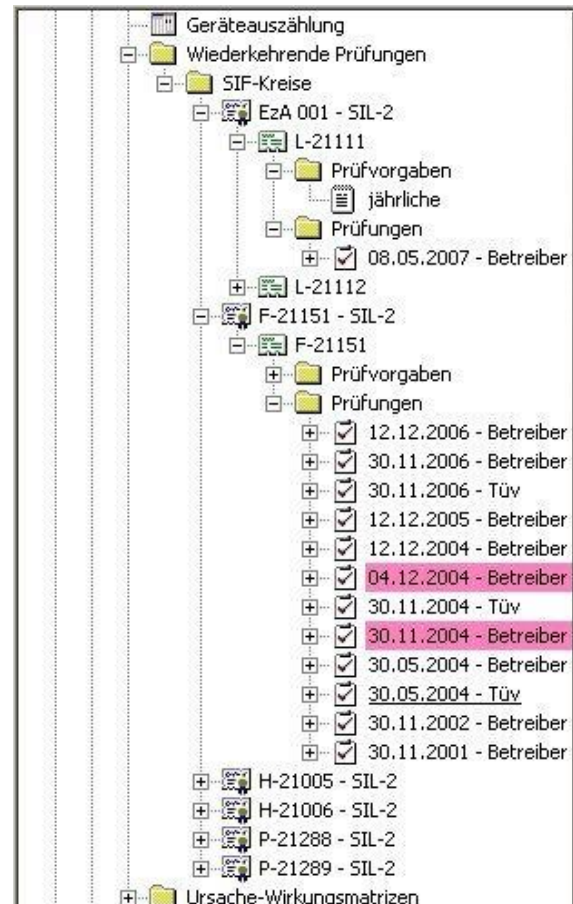 Geräteauszählung
Wiederkehrende Prüfungen
SIF-Kreise
EzA 001 - SIL-2
L-21111
Prüfvorgaben
jährliche
Prüfungen
08.05.2007 - Betreiber
L-21112
F-21151 - SIL-2
F-21151
Prüfvorgaben
Prüfungen
12.12.2006 - Betreiber
30.11.2006 - Betreiber
30.11.2006 - Tüv
12.12.2005 - Betreiber
12.12.2004 - Betreiber
04.12.2004 - Betreiber
30.11.2004 - Tüv
30.11.2004 - Betreiber
30.05.2004 - Betreiber
30.05.2004 - Tüv
30.11.2002 - Betreiber
30.11.2001 - Betreiber
H-21005 - SIL-2
H-21006 - SIL-2
P-21288 - SIL-2
P-21289 - SIL-2
Ursache-Wirkungsmatrizen